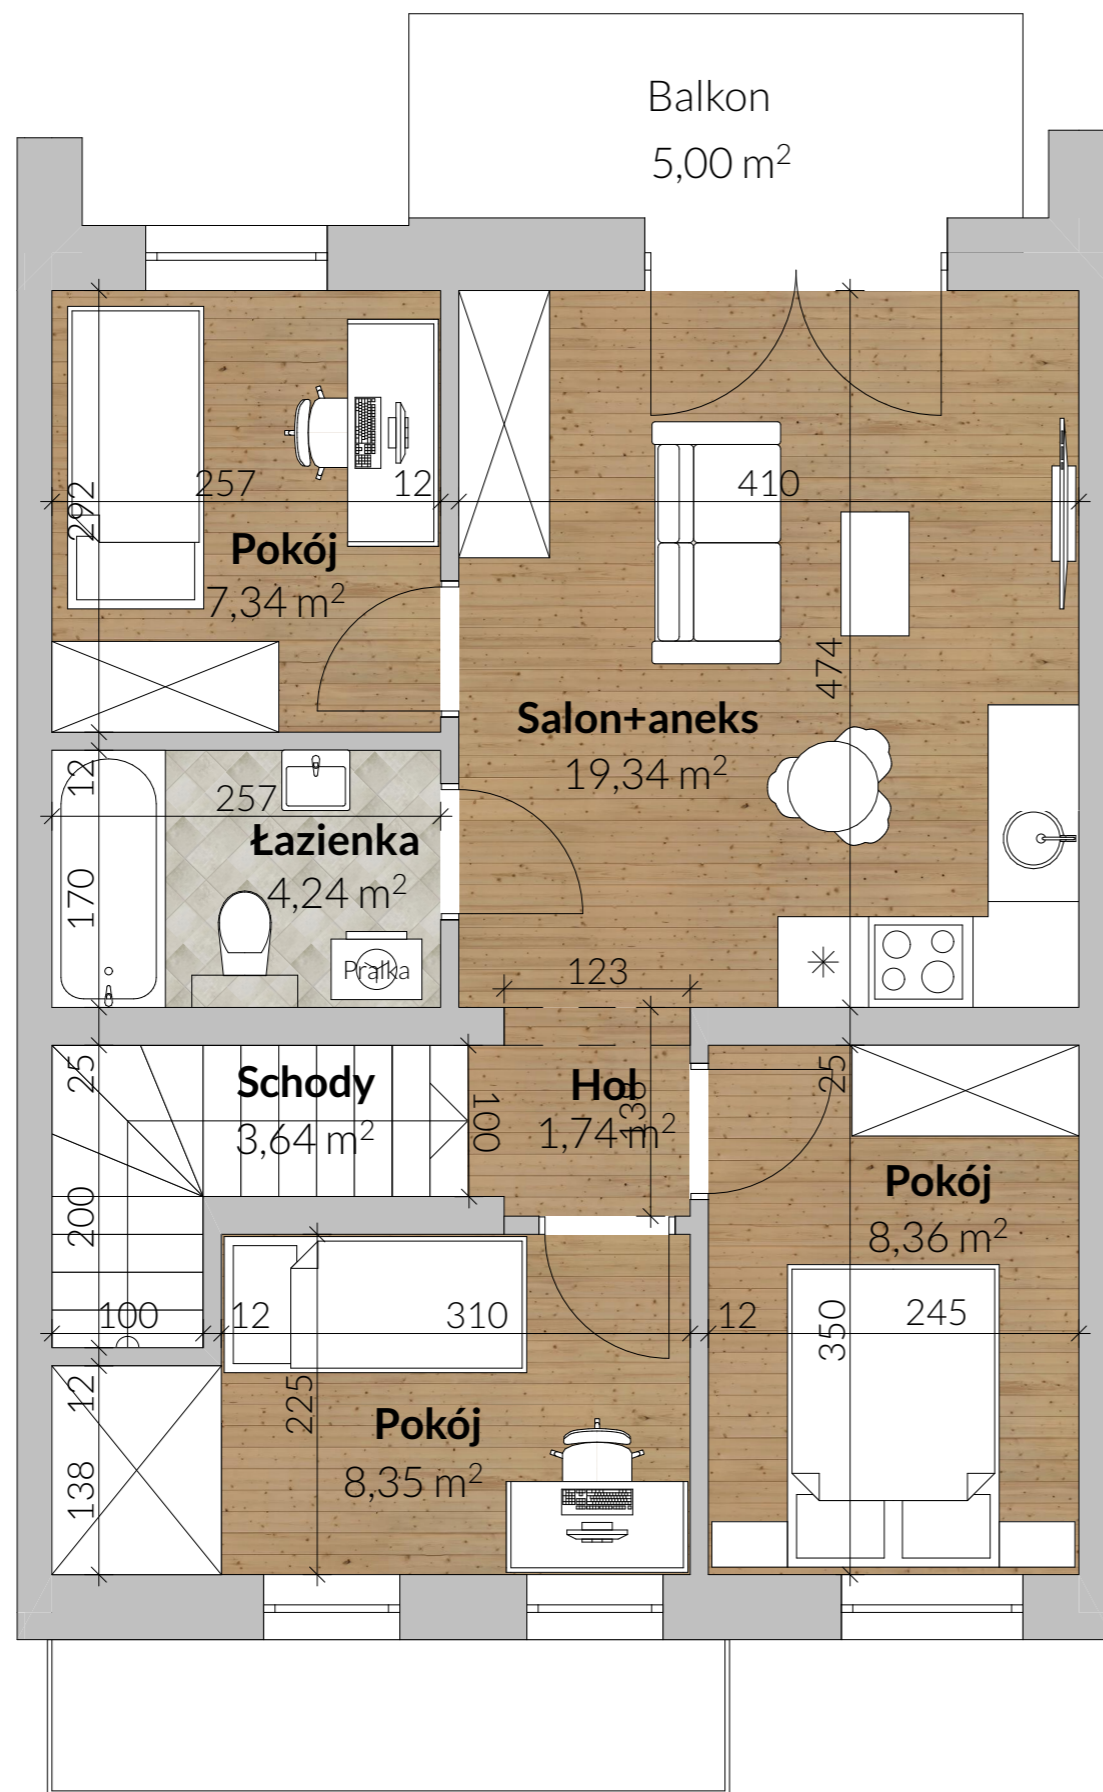 Balkon
5,00 m²
257
12
410
292
Pokój
7,34 m²
474
Salon+aneks
19,34 m²
12
257
Łazienka
4,24 m²
170
Pralka
123
25
Schody
3,64 m²
100
Hol
1,74 m²
138
25
Pokój
8,36 m²
200
100
12
310
12
350
245
12
225
Pokój
8,35 m²
138